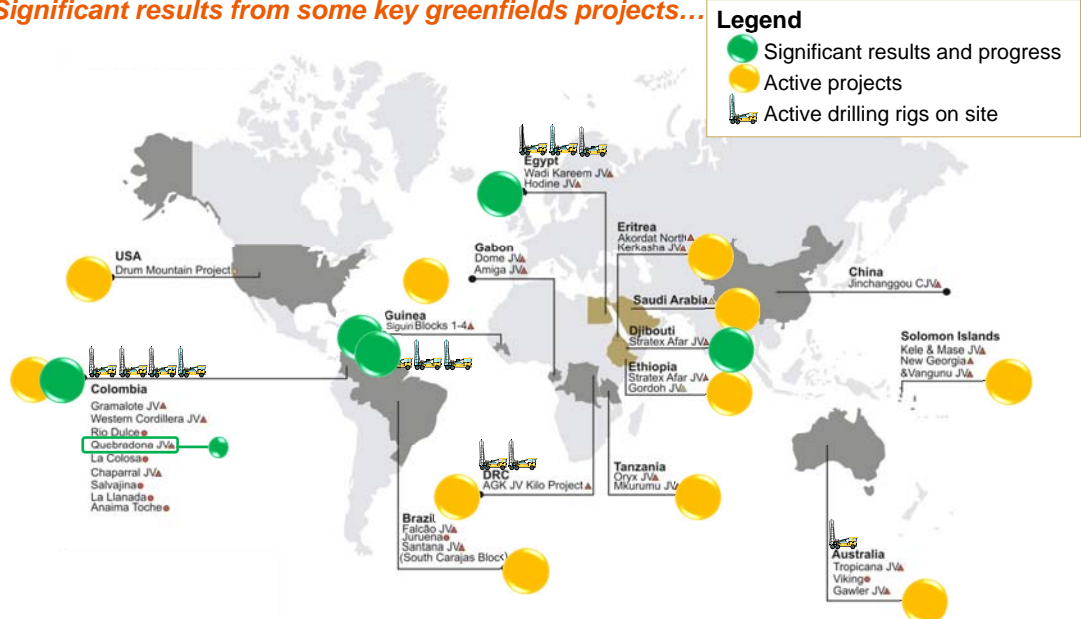 Significant results from some key greenfields projects…
Legend
Significant results and progress
Active projects
Active drilling rigs on site
Egypt
Wadi Kareem JV
Hodine JV
Eritrea
Akordat North
Kerkasha JV
USA
Drum Mountain Project
Gabon
Dome JV
Amiga JV
China
Jinchanggou CJV
Saudi Arabia
Guinea
Siguiri Blocks 1-4
Djibouti
Stratex Afar JV
Solomon Islands
Kele & Mase JV
New Georgia
&Vangunu JV
Ethiopia
Stratex Afar JV
Gordoh JV
Colombia
Gramalote JV
Western Cordillera JV
Rio Dulce
Quebradona JV
La Colosa
Chaparral JV
Salvajina
La Llanada
Anaima Toche
DRC
AGK JV Kilo Project
Tanzania
Oryx JV
Mkurumu JV
Brazil
Falcão JV
Juruena
Santana JV
(South Carajas Block)
Australia
Tropicana JV
Viking
Gawler JV